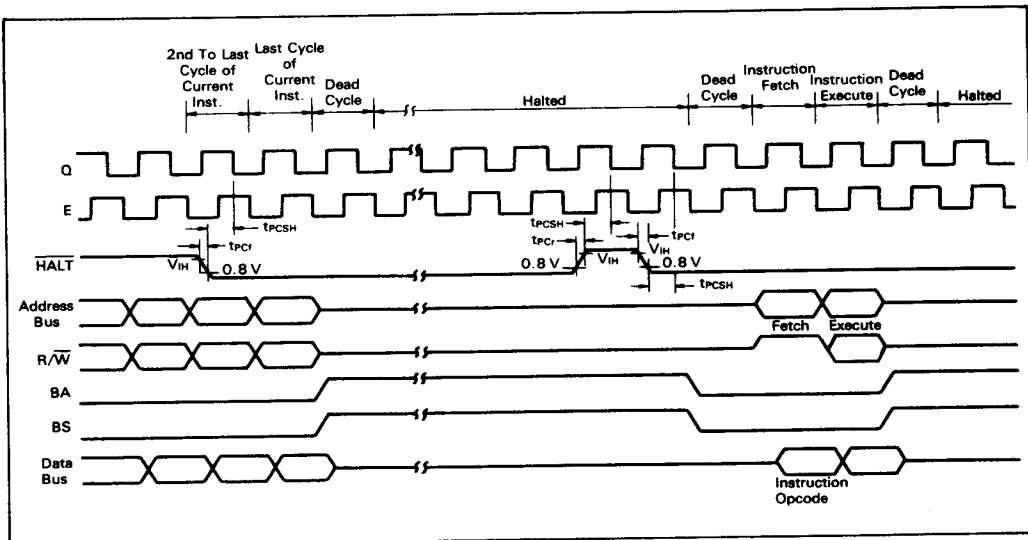 2nd To Last
Cycle of
Current
Inst.
Last Cycle
of
Current
Inst.
Dead
Cycle
Halted
Dead
Cycle
Instruction
Fetch
Instruction
Execute
Dead
Cycle
Halted
Q
E
tPCSH
tPCf
tPCSH
tPCr
tPCf
HALT
VIH
0.8 V
0.8 V
VIH
VIH
0.8 V
tPCSH
Address
Bus
Fetch
Execute
R/W
BA
BS
Data
Bus
Instruction
Opcode